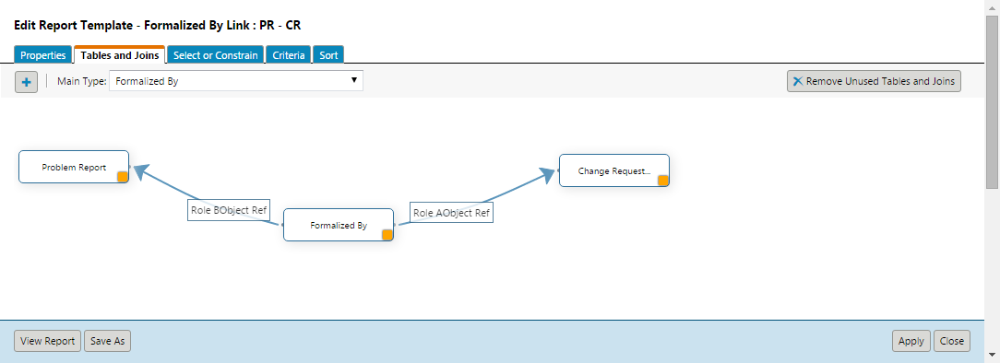 Edit Report Template - Formalized By Link : PR - CR
Properties Tables and Joins Select or Constrain Criteria Sort
Main Type: Formalized By Remove Unused Tables and Joins
Problem Report
Change Request...
Role BObject Ref
Role AObject Ref
Formalized By
View Report Save As Apply Close